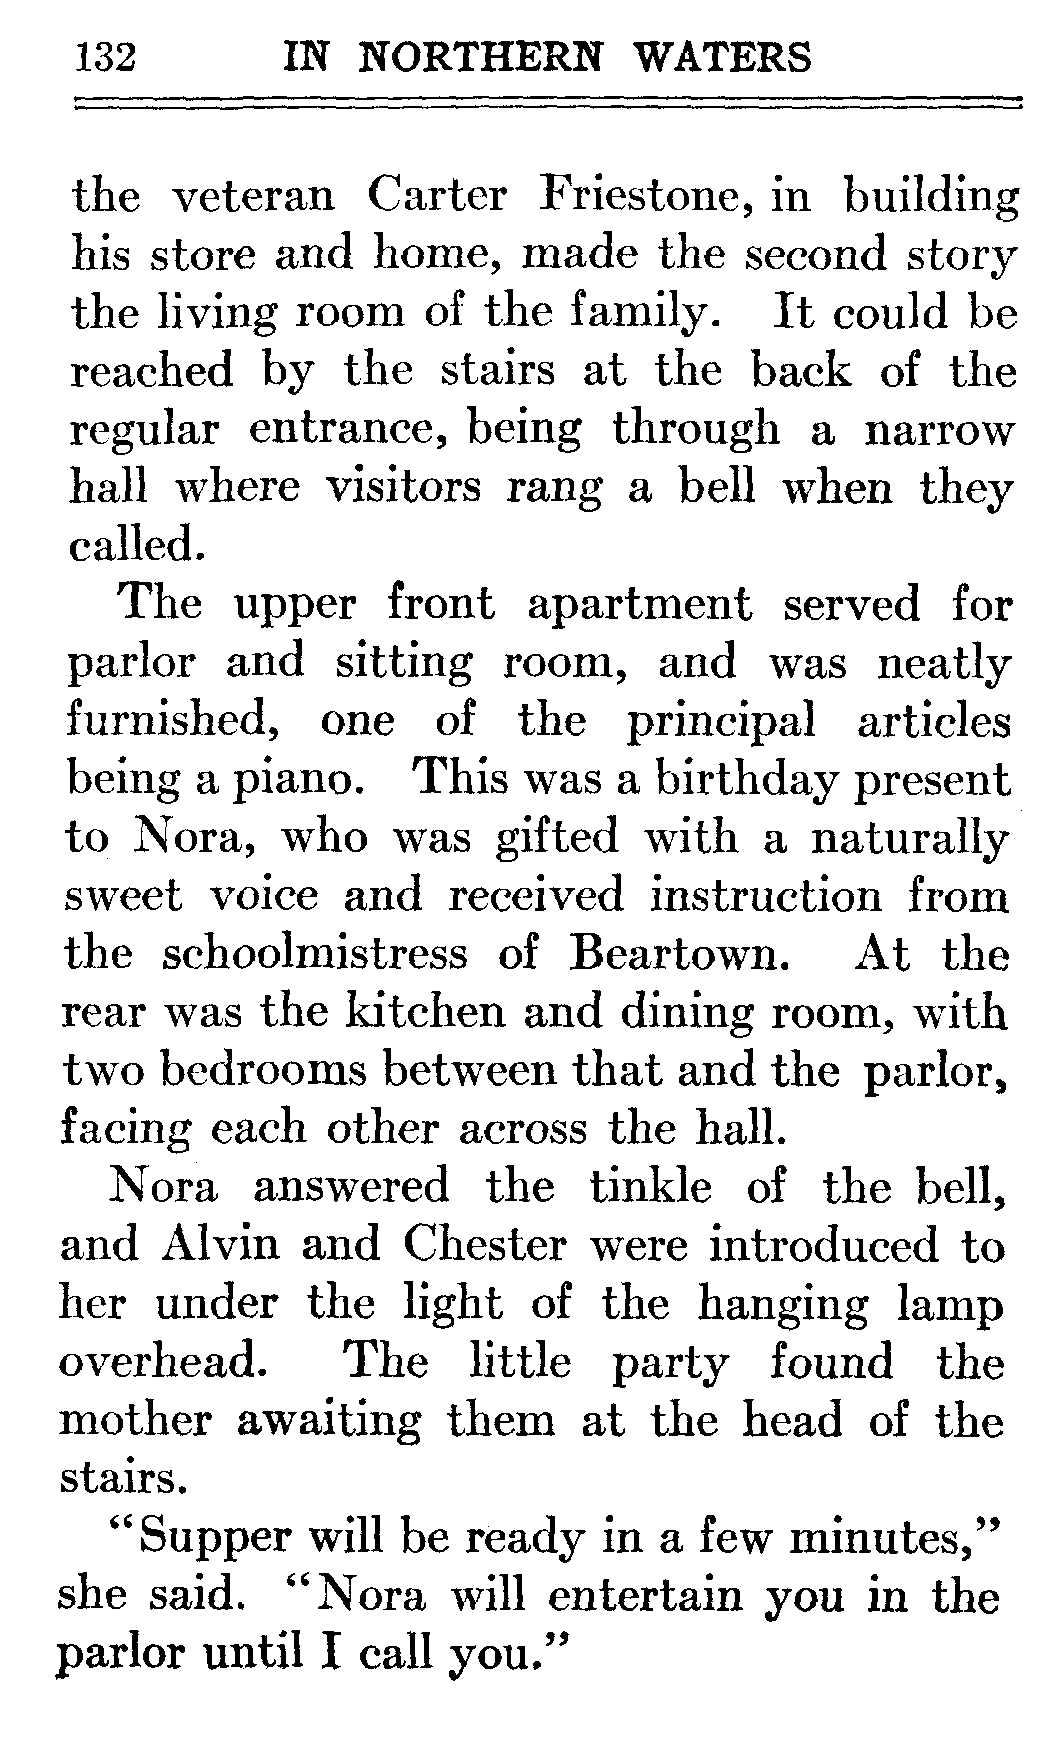 132 IN NORTHERN WATERS
the veteran Carter Friestone, in building
his store and home, made the second story
the living room of the family. It could be
reached by the stairs at the back of the
regular entrance, being through a narrow
hall where visitors rang a bell when they
called.
The upper front apartment served for
parlor and sitting room, and was neatly
furnished, one of the principal articles
being a piano. This was a birthday present
to Nora, who was gifted with a naturally
sweet voice and received instruction from
the schoolmistress of Beartown. At the
rear was the kitchen and dining room, with
two bedrooms between that and the parlor,
facing each other across the hall.
Nora answered the tinkle of the bell,
and Alvin and Chester were introduced to
her under the light of the hanging lamp
overhead. The little party found the
mother awaiting them at the head of the
stairs.
“Supper will be ready in a few minutes,”
she said. “Nora will entertain you in the
parlor until I call you.”